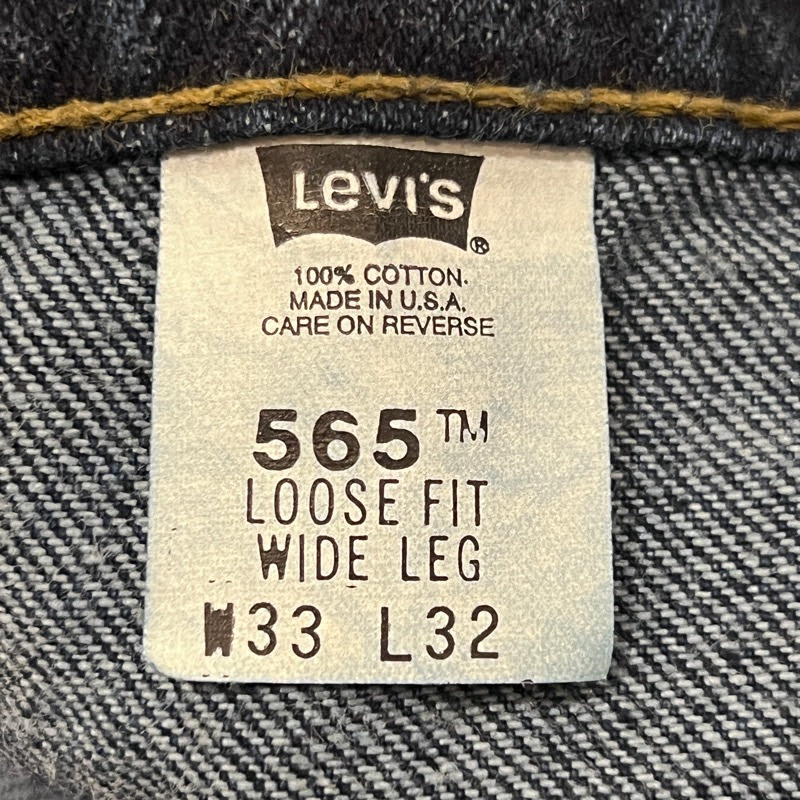 Levi's®
100% COTTON.
MADE IN U.S.A.
CARE ON REVERSE
565™
LOOSE FIT
WIDE LEG
W33 L32